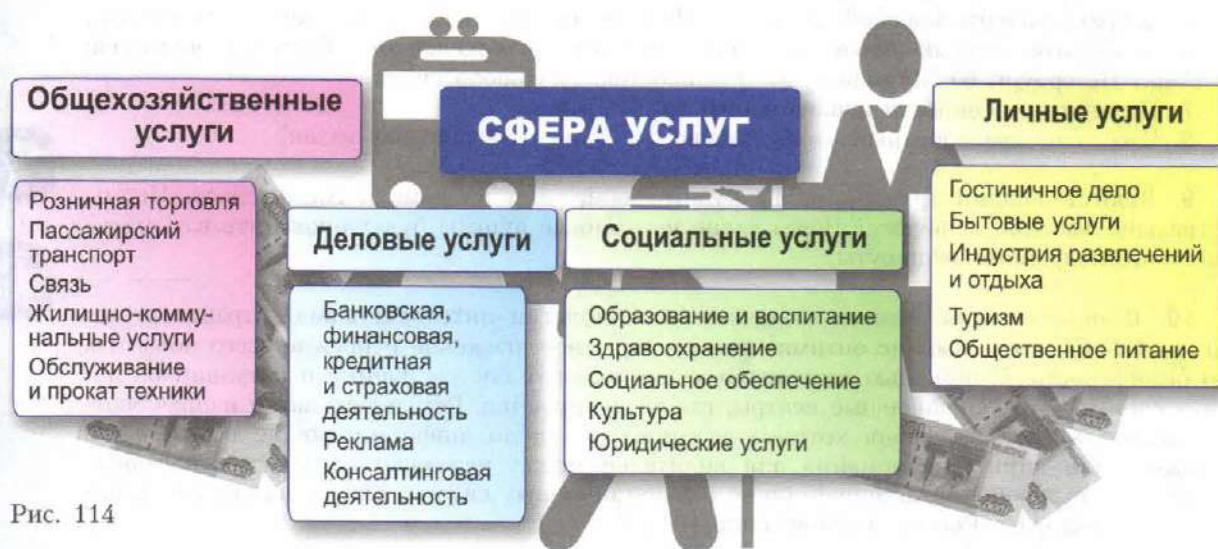 СФЕРА УСЛУГ
Общехозяйственные
услуги
Розничная торговля
Пассажирский
транспорт
Связь
Жилищно-комму-
нальные услуги
Обслуживание
и прокат техники
Деловые услуги
Банковская,
финансовая,
кредитная
и страховая
деятельность
Реклама
Консалтинговая
деятельность
Социальные услуги
Образование и воспитание
Здравоохранение
Социальное обеспечение
Культура
Юридические услуги
Личные услуги
Гостиничное дело
Бытовые услуги
Индустрия развлечений
и отдыха
Туризм
Общественное питание
Рис. 114